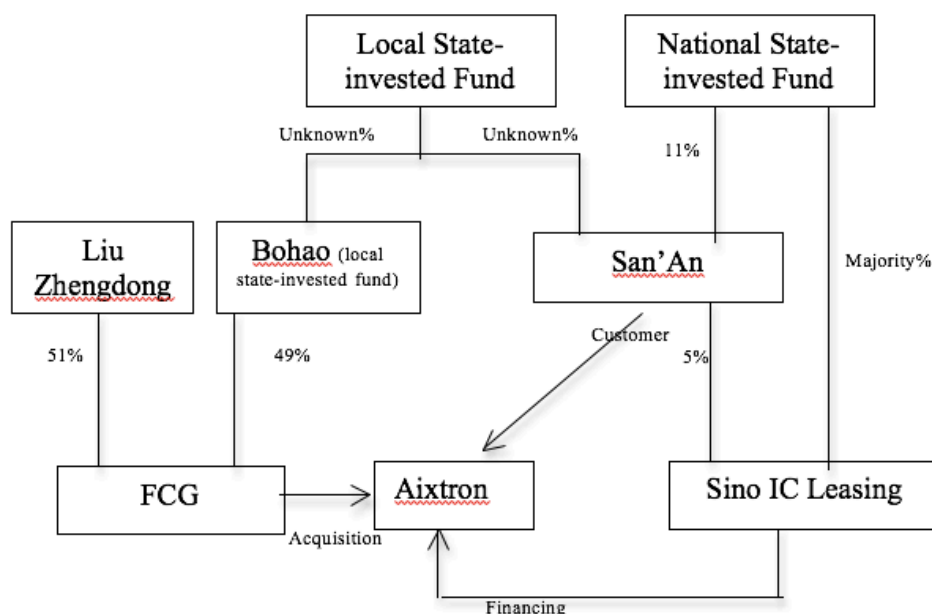 Local State-
invested Fund
National State-
invested Fund
Unknown%
Unknown%
11%
Liu
Zhengdong
Bohao (local
state-invested fund)
San’An
Majority%
51%
49%
Customer
5%
FCG
Aixtron
Sino IC Leasing
Acquisition
Financing